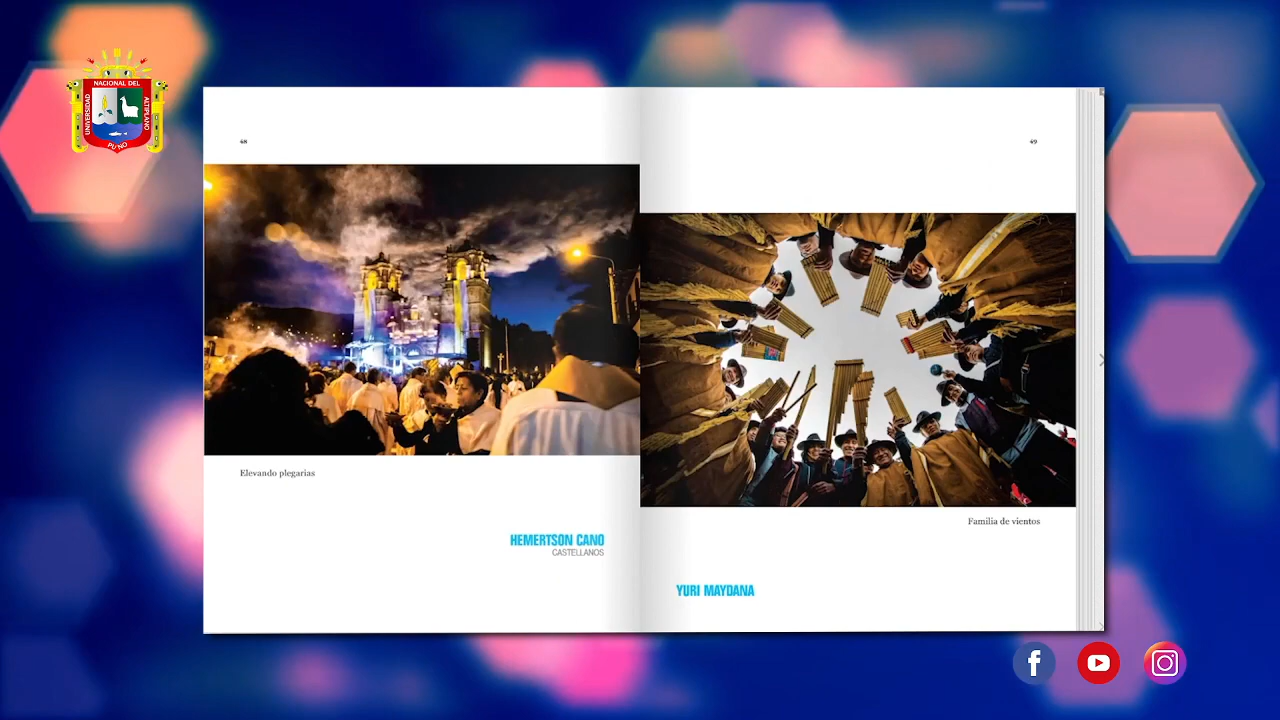 NACIONAL DEL
UNIVERSIDAD
ALTIPLANO
PUNO
48
49
Elevando plegarias
Familia de vientos
HEMERTSON CANO
CASTELLANOS
YURI MAYDANA